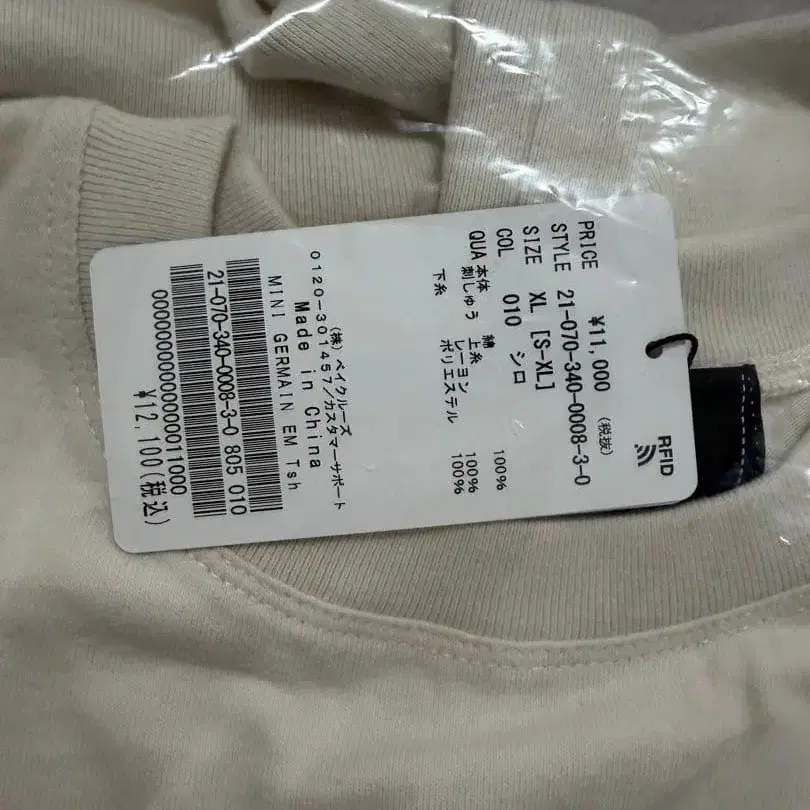 RFID
PRICE ¥11,000 (税抜)
STYLE 21-070-340-0008-3-0
SIZE XL [S-XL]
COL 010 シロ
QUA 本体 綿 100%
刺しゅう 上糸 レーヨン 100%
下糸 ポリエステル 100%
(株)ベイクルーズ
0120-301457/カスタマーサポート
Made in China
MINI GERMAIN EM Tsh
21-070-340-0008-3-0 805 010
0000000000000000011000
¥12,100(税込)